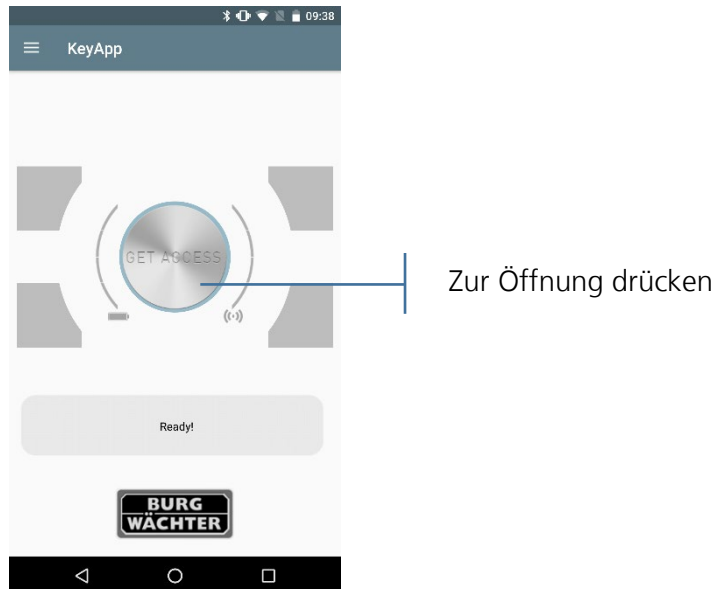 09:38
KeyApp
GET ACCESS
Zur Öffnung drücken
Ready!
BURG
WÄCHTER